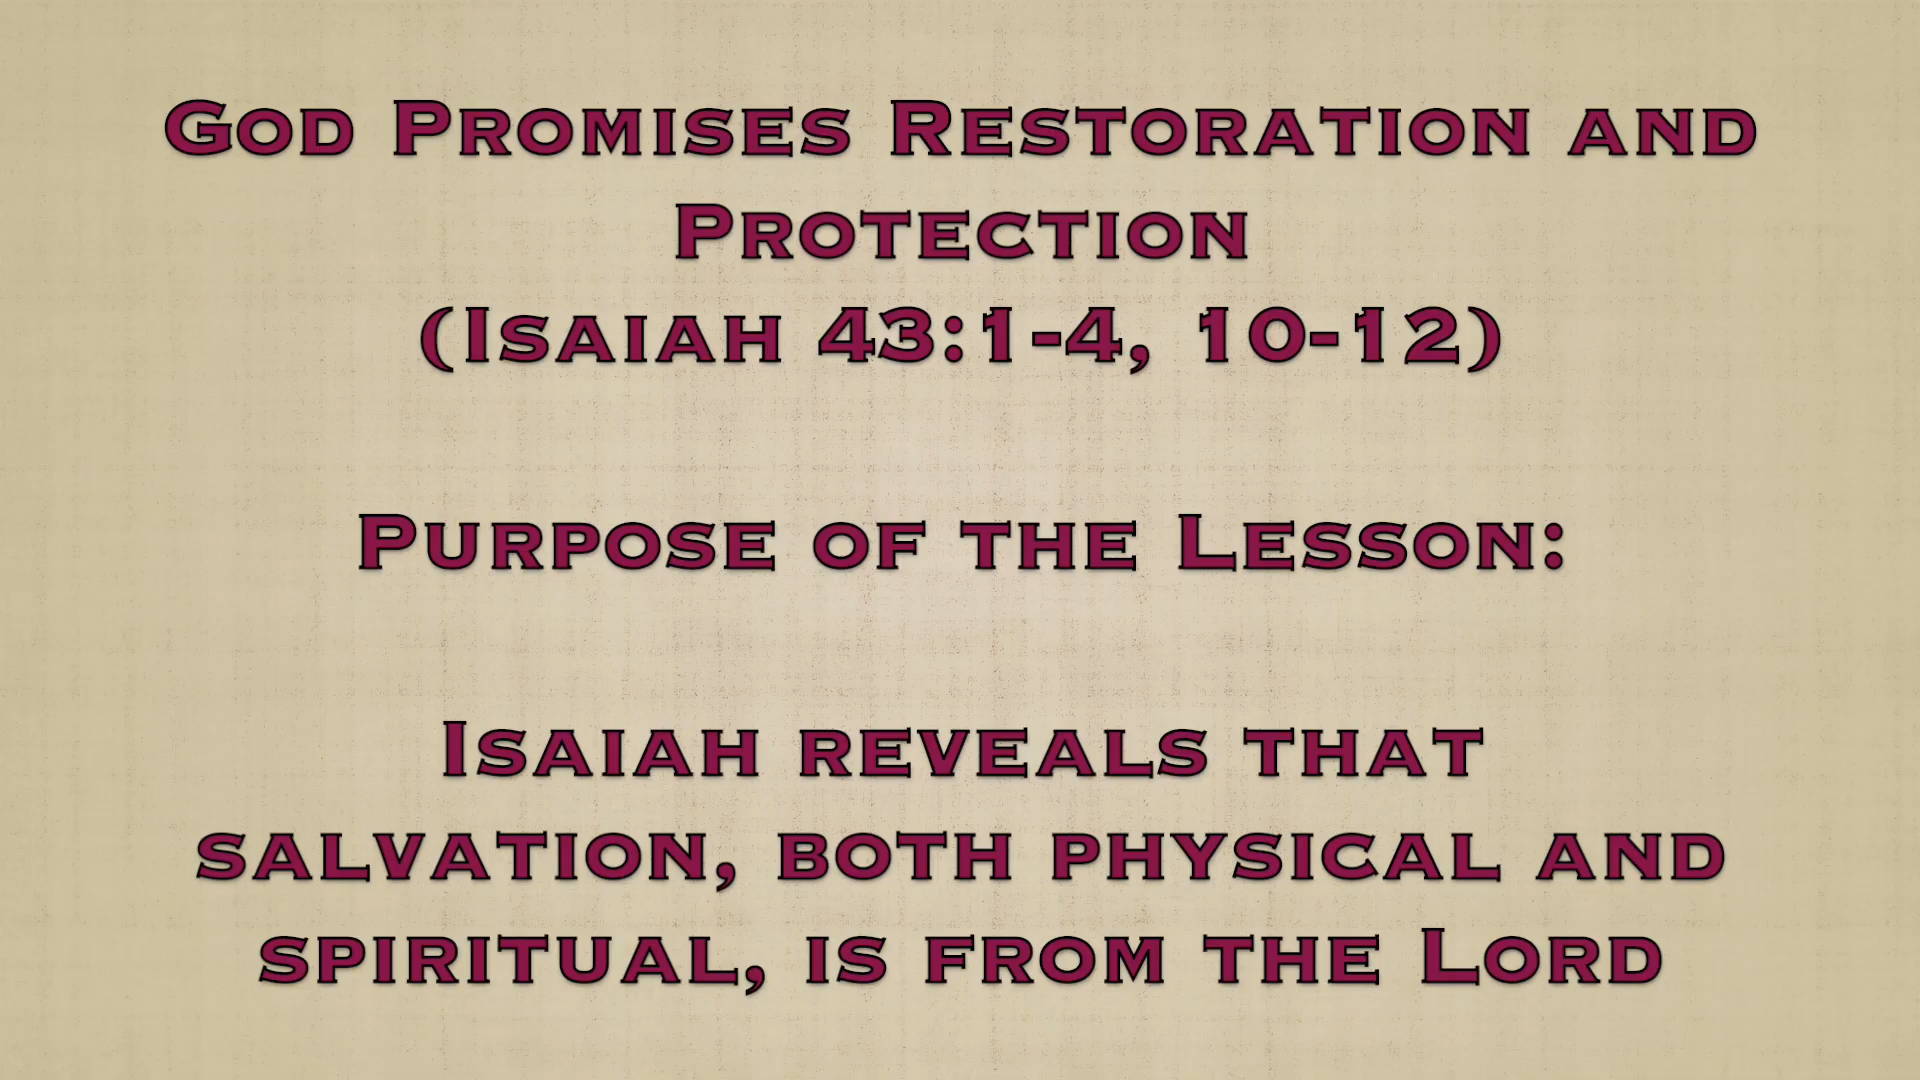 God Promises Restoration and
Protection
(Isaiah 43:1-4, 10-12)
Purpose of the Lesson:
Isaiah reveals that
salvation, both physical and
spiritual, is from the Lord